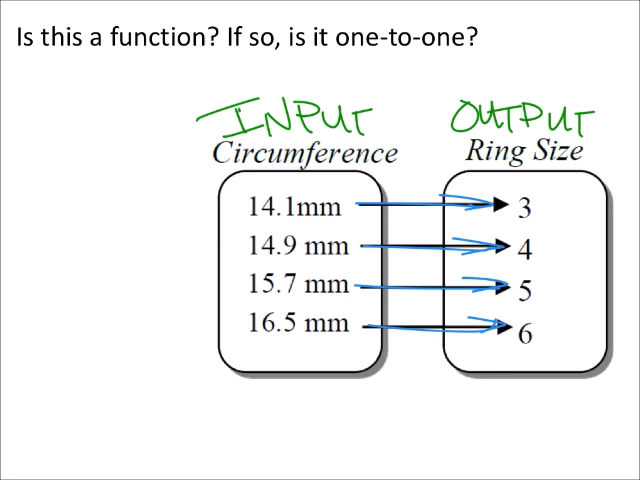 Is this a function? If so, is it one-to-one?
INPUT OUTPUT
Circumference Ring Size
14.1mm 3
14.9 mm 4
15.7 mm 5
16.5 mm 6